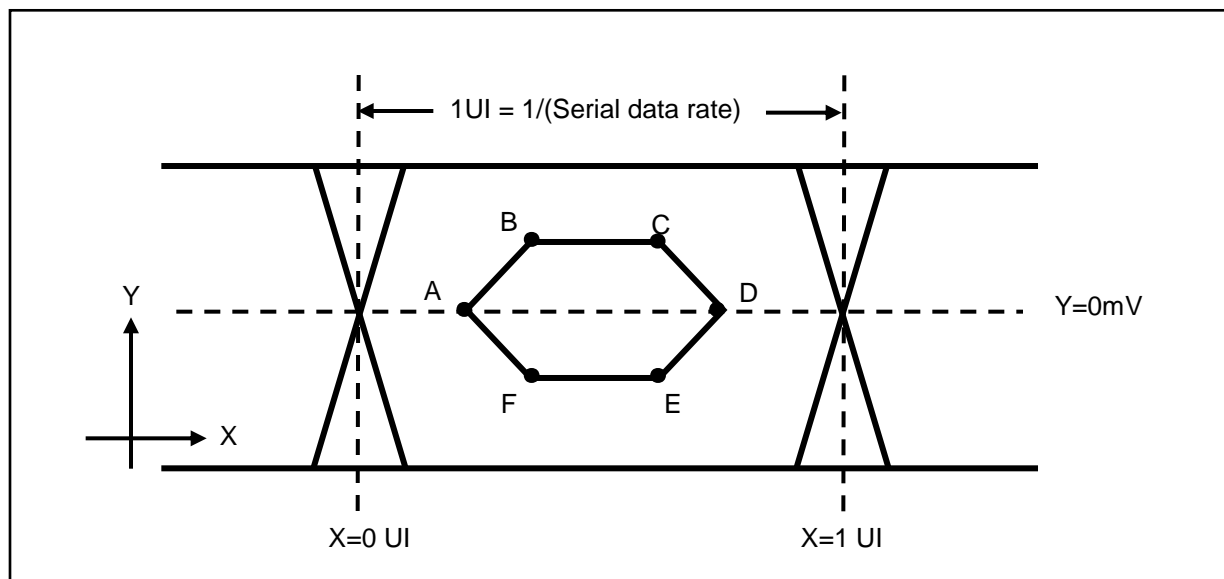 1UI = 1/(Serial data rate)
B
C
A
D
Y
Y=0mV
F
E
X
X=0 UI
X=1 UI